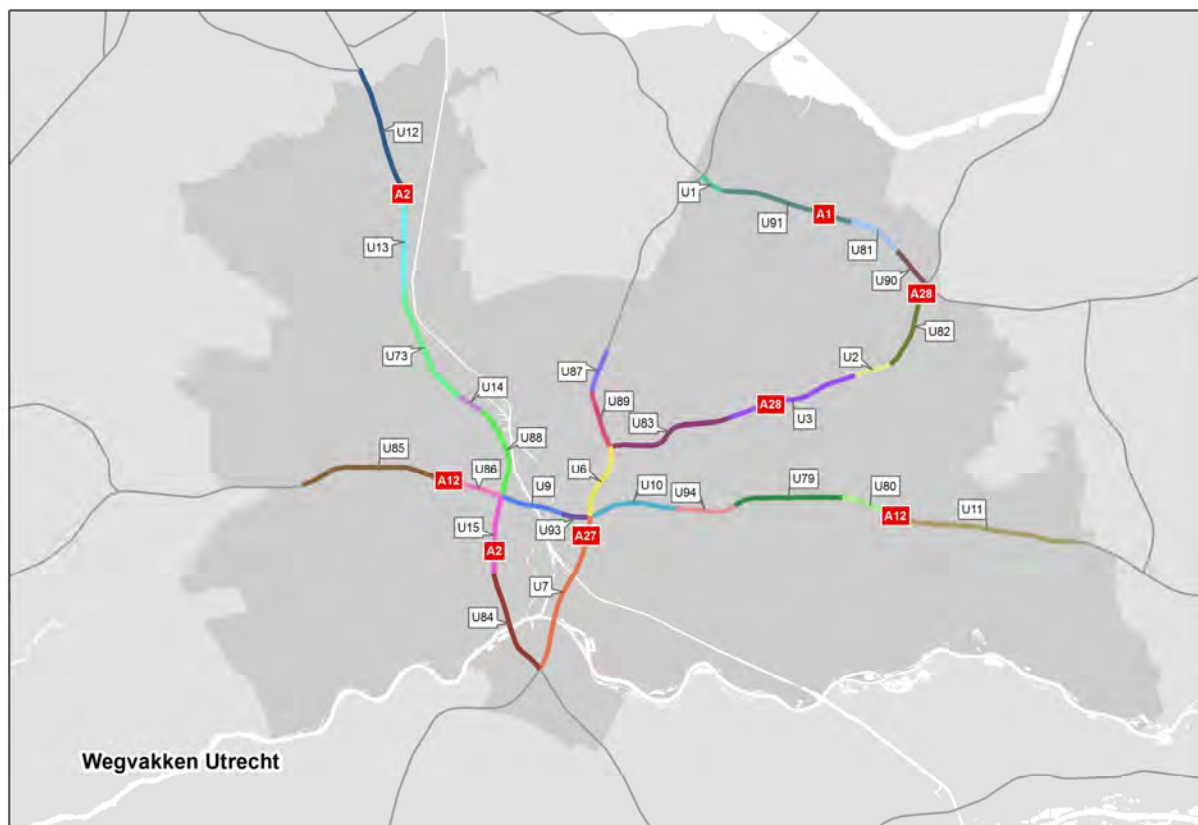 U12
A2
U1
A1
U91
U13
U81
U90
A28
U82
U73
U2
U87
U14
A28
U3
U89
U83
U88
U85
U6
A12
U86
U9
U10
U94
U79
U80
A12
U11
U15
U93
A27
A2
U7
U84
Wegvakken Utrecht